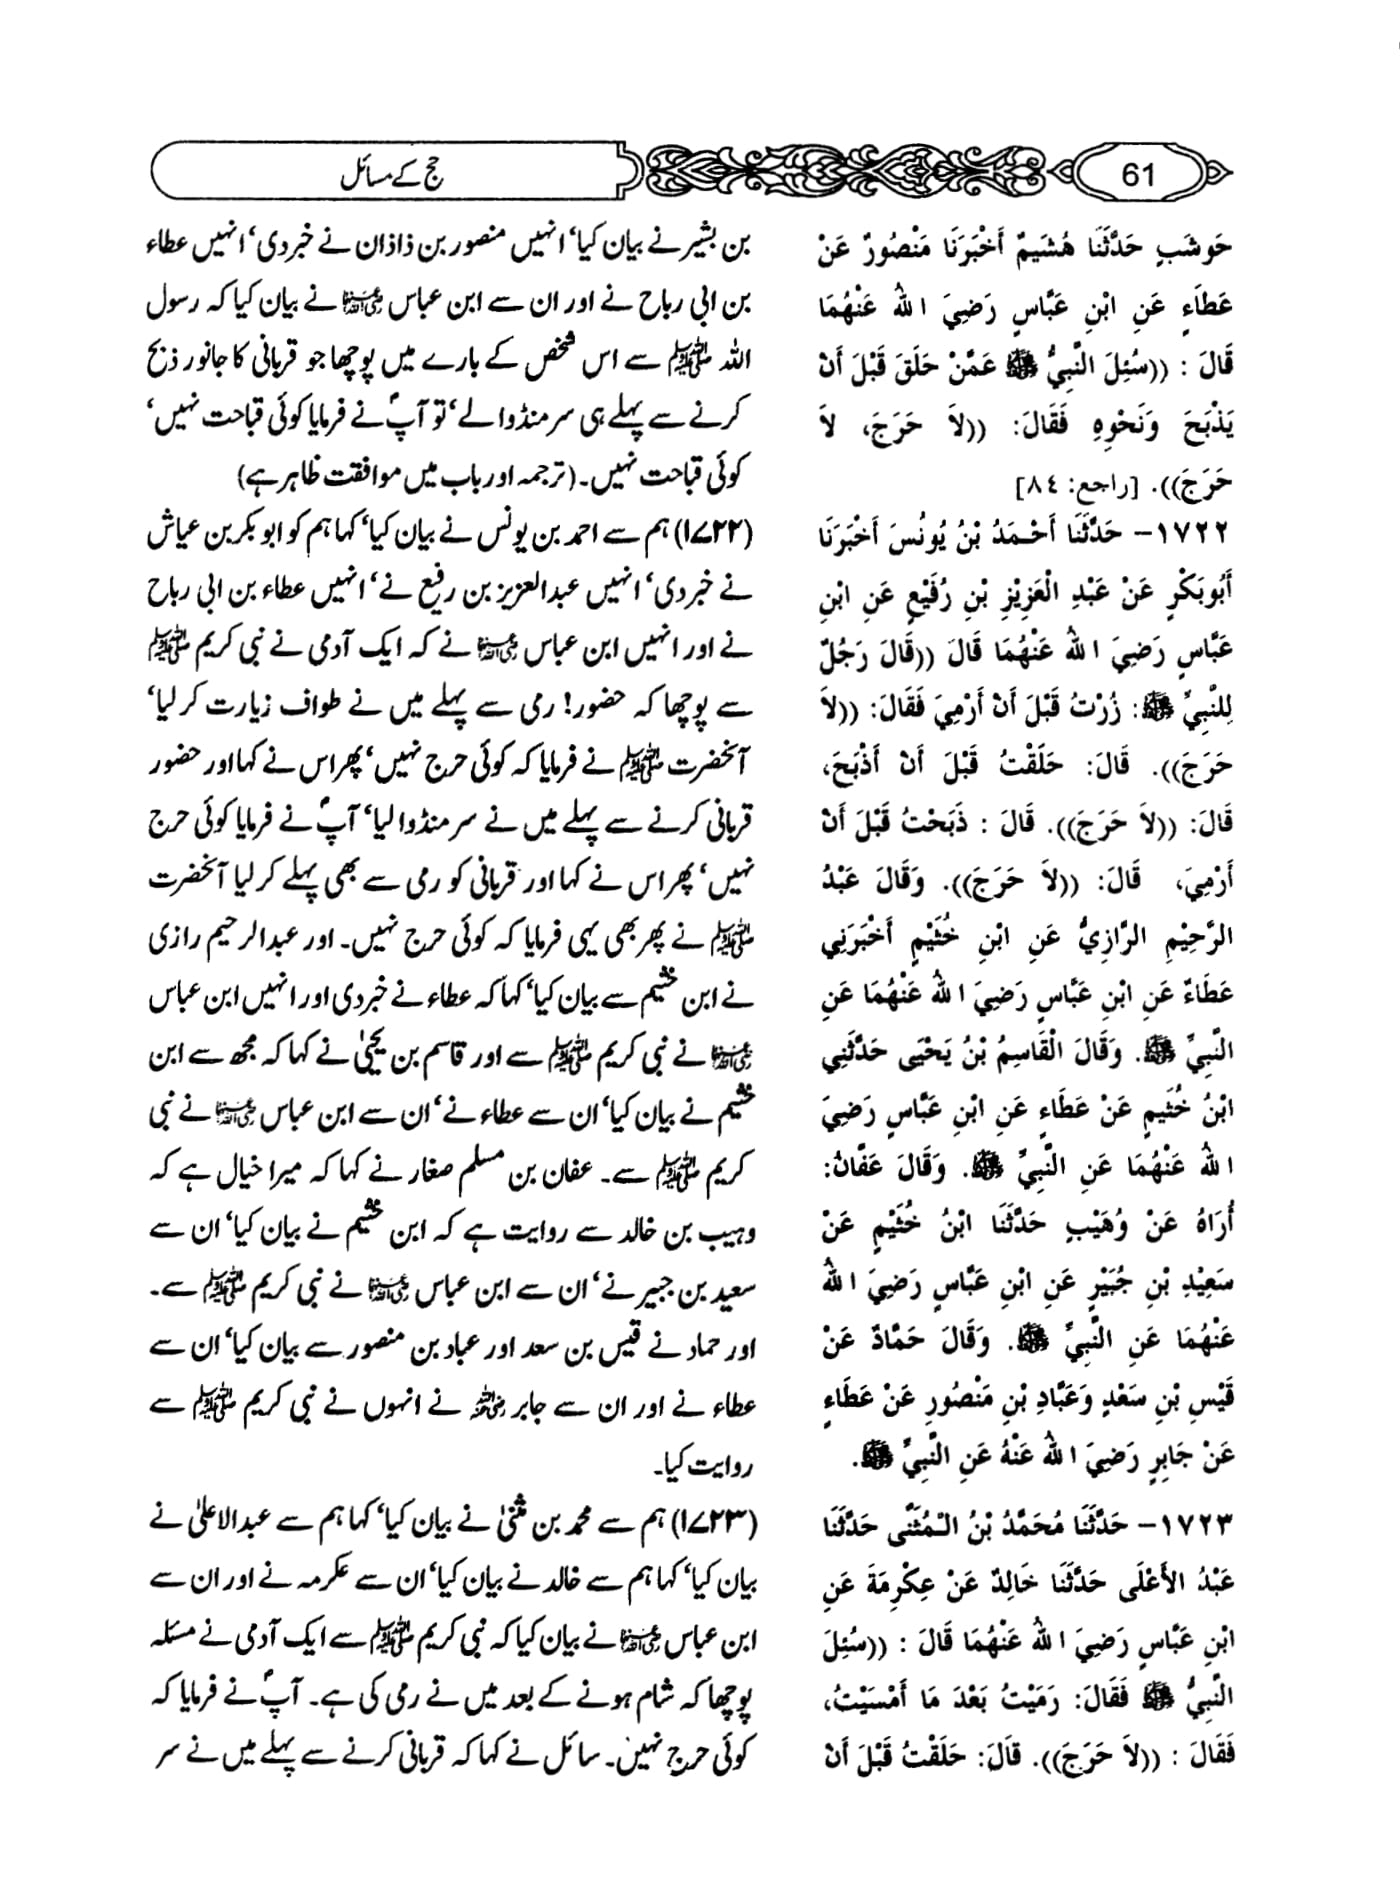 61
حج کے مسائل
حَوشَبٍ حَدَّثَنَا هُشَيمٌ أَخْبَرَنَا مَنْصُورٌ عَنْ
عَطَاءٍ عَنِ ابْنِ عَبَّاسٍ رَضِيَ اللهُ عَنْهُمَا
قَالَ : ((سُئِلَ النَّبِيُّ ﷺ عَمَّنْ حَلَقَ قَبْلَ أَنْ
يَذْبَحَ وَنَحْوِهِ فَقَالَ: ((لاَ حَرَجَ، لاَ
حَرَجَ)). [راجع: ٨٤]
١٧٢٢- حَدَّثَنَا أَحْمَدُ بْنُ يُونُسَ أَخْبَرَنَا
أَبُوبَكْرٍ عَنْ عَبْدِ الْعَزِيْزِ بْنِ رُفَيْعٍ عَنِ ابْنِ
عَبَّاسٍ رَضِيَ اللهُ عَنْهُمَا قَالَ ((قَالَ رَجُلٌ
لِلنَّبِيِّ ﷺ: زُرْتُ قَبْلَ أَنْ أَرْمِيَ فَقَالَ: ((لاَ
حَرَجَ)). قَالَ: حَلَقْتُ قَبْلَ أَنْ أَذْبَحَ،
قَالَ: ((لاَ حَرَجَ)). قَالَ : ذَبَحْتُ قَبْلَ أَنْ
أَرْمِيَ، قَالَ: ((لاَ حَرَجَ)). وَقَالَ عَبْدُ
الرَّحِيْمِ الرَّازِيُّ عَنِ ابْنِ خُثَيْمٍ أَخْبَرَنِي
عَطَاءٌ عَنِ ابْنِ عَبَّاسٍ رَضِيَ اللهُ عَنْهُمَا عَنِ
النَّبِيِّ ﷺ. وَقَالَ الْقَاسِمُ بْنُ يَحْيَى حَدَّثَنِي
ابْنُ خُثَيمٍ عَنْ عَطَاءٍ عَنِ ابْنِ عَبَّاسٍ رَضِيَ
اللهُ عَنْهُمَا عَنِ النَّبِيِّ ﷺ. وَقَالَ عَفَّانُ:
أُرَاهُ عَنْ وُهَيْبٍ حَدَّثَنَا ابْنُ خُثَيْمٍ عَنْ
سَعِيْدِ بْنِ جُبَيْرٍ عَنِ ابْنِ عَبَّاسٍ رَضِيَ اللهُ
عَنْهُمَا عَنِ النَّبِيِّ ﷺ. وَقَالَ حَمَّادٌ عَنْ
قَيْسِ بْنِ سَعْدٍ وَعَبَّادِ بْنِ مَنْصُورٍ عَنْ عَطَاءٍ
عَنْ جَابِرٍ رَضِيَ اللهُ عَنْهُ عَنِ النَّبِيِّ ﷺ.
١٧٢٣- حَدَّثَنَا مُحَمَّدُ بْنُ الْمُثَنَّى حَدَّثَنَا
عَبْدُ الأَعْلَى حَدَّثَنَا خَالِدٌ عَنْ عِكْرِمَةَ عَنِ
ابْنِ عَبَّاسٍ رَضِيَ اللهُ عَنْهُمَا قَالَ : ((سُئِلَ
النَّبِيُّ ﷺ فَقَالَ: رَمَيْتُ بَعْدَ مَا أَمْسَيْتُ،
فَقَالَ : ((لاَ حَرَجَ)). قَالَ: حَلَقْتُ قَبْلَ أَنْ
بن بشیر نے بیان کیا‘ انہیں منصور بن ذاذان نے خبر دی‘ انہیں عطاء
بن ابی رباح نے اور ان سے ابن عباس رضی اللہ عنہما نے بیان کیا کہ رسول
اللہ ﷺ سے اس شخص کے بارے میں پوچھا جو قربانی کا جانور ذبح
کرنے سے پہلے ہی سر منڈوالے‘ تو آپؐ نے فرمایا کوئی قباحت نہیں‘
کوئی قباحت نہیں۔ (ترجمہ اور باب میں موافقت ظاہر ہے)
(۱۷۲۲) ہم سے احمد بن یونس نے بیان کیا‘ کہا ہم کو ابوبکر بن عیاش
نے خبر دی‘ انہیں عبدالعزیز بن رفیع نے‘ انہیں عطاء بن ابی رباح
نے اور انہیں ابن عباس رضی اللہ عنہما نے کہ ایک آدمی نے نبی کریم ﷺ
سے پوچھا کہ حضور! رمی سے پہلے میں نے طواف زیارت کر لیا‘
آنحضرت ﷺ نے فرمایا کہ کوئی حرج نہیں‘ پھر اس نے کہا اور حضور
قربانی کرنے سے پہلے میں نے سر منڈوا لیا‘ آپؐ نے فرمایا کوئی حرج
نہیں‘ پھر اس نے کہا اور قربانی کو رمی سے بھی پہلے کر لیا آنحضرت
ﷺ نے پھر بھی یہی فرمایا کہ کوئی حرج نہیں۔ اور عبدالرحیم رازی
نے ابن خثیم سے بیان کیا‘ کہا کہ عطاء نے خبر دی اور انہیں ابن عباس
رضی اللہ عنہما نے نبی کریم ﷺ سے اور قاسم بن یحییٰ نے کہا کہ مجھ سے ابن
خثیم نے بیان کیا‘ ان سے عطاء نے‘ ان سے ابن عباس رضی اللہ عنہما نے نبی
کریم ﷺ سے۔ عفان بن مسلم صغار نے کہا کہ میرا خیال ہے کہ
وہیب بن خالد سے روایت ہے کہ ابن خثیم نے بیان کیا‘ ان سے
سعید بن جبیر نے‘ ان سے ابن عباس رضی اللہ عنہما نے نبی کریم ﷺ سے۔
اور حماد نے قیس بن سعد اور عباد بن منصور سے بیان کیا‘ ان سے
عطاء نے اور ان سے جابر رضی اللہ عنہ نے انہوں نے نبی کریم ﷺ سے
روایت کیا۔
(۱۷۲۳) ہم سے محمد بن مثنیٰ نے بیان کیا‘ کہا ہم سے عبدالاعلیٰ نے
بیان کیا‘ کہا ہم سے خالد نے بیان کیا‘ ان سے عکرمہ نے اور ان سے
ابن عباس رضی اللہ عنہما نے بیان کیا کہ نبی کریم ﷺ سے ایک آدمی نے مسئلہ
پوچھا کہ شام ہونے کے بعد میں نے رمی کی ہے۔ آپؐ نے فرمایا کہ
کوئی حرج نہیں۔ سائل نے کہا کہ قربانی کرنے سے پہلے میں نے سر